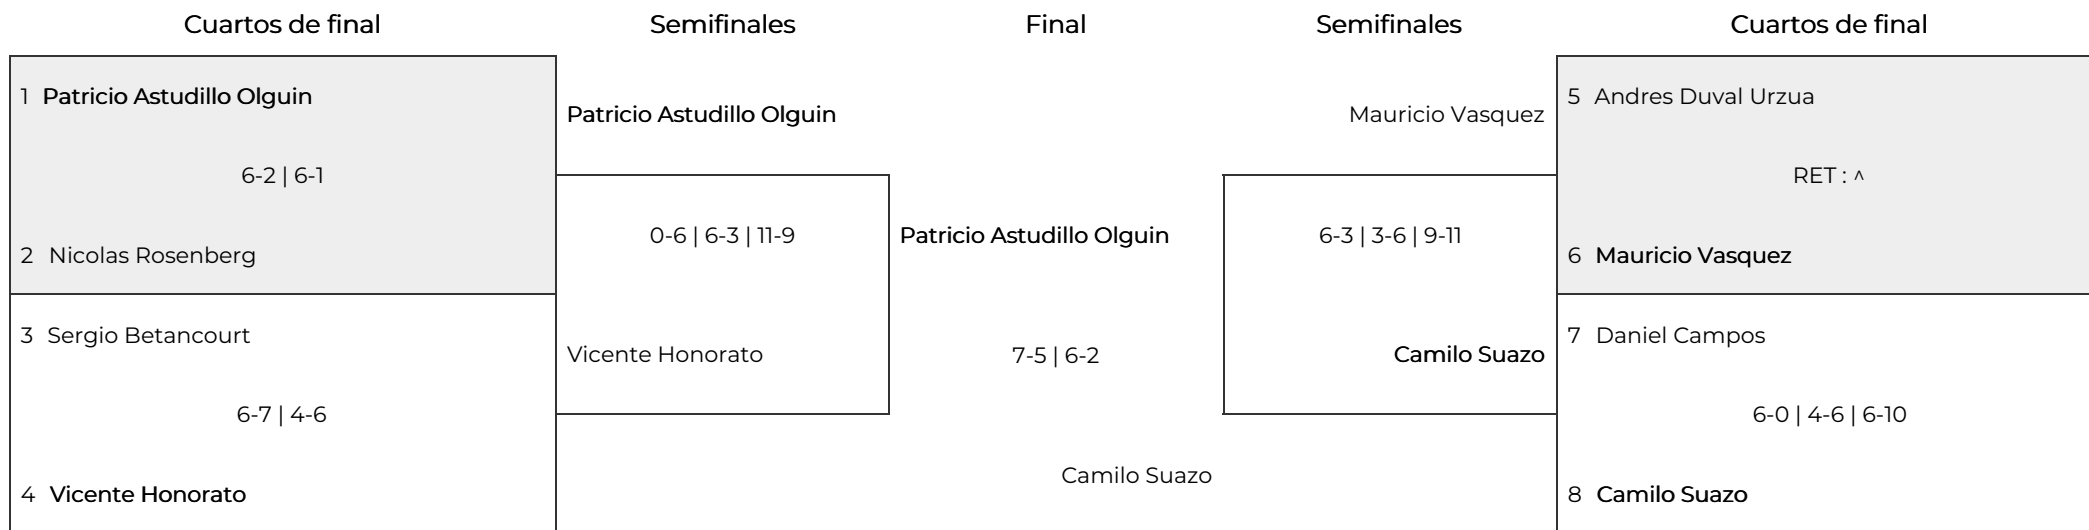 Cuartos de final
Semifinales
Final
Semifinales
Cuartos de final
1 Patricio Astudillo Olguin
6-2 | 6-1
2 Nicolas Rosenberg
3 Sergio Betancourt
6-7 | 4-6
4 Vicente Honorato
Patricio Astudillo Olguin
0-6 | 6-3 | 11-9
Vicente Honorato
Patricio Astudillo Olguin
7-5 | 6-2
Camilo Suazo
Mauricio Vasquez
6-3 | 3-6 | 9-11
Camilo Suazo
5 Andres Duval Urzua
RET : ^
6 Mauricio Vasquez
7 Daniel Campos
6-0 | 4-6 | 6-10
8 Camilo Suazo